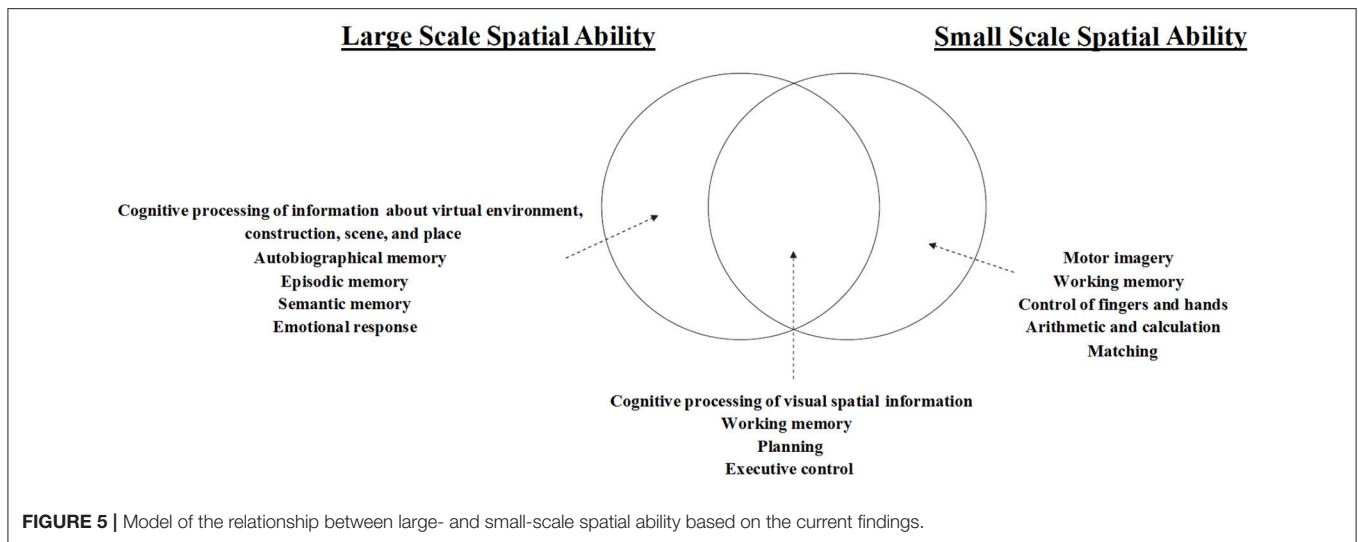 Large Scale Spatial Ability
Small Scale Spatial Ability
Cognitive processing of information about virtual environment,
construction, scene, and place
Autobiographical memory
Episodic memory
Semantic memory
Emotional response
Motor imagery
Working memory
Control of fingers and hands
Arithmetic and calculation
Matching
Cognitive processing of visual spatial information
Working memory
Planning
Executive control
FIGURE 5 | Model of the relationship between large- and small-scale spatial ability based on the current findings.